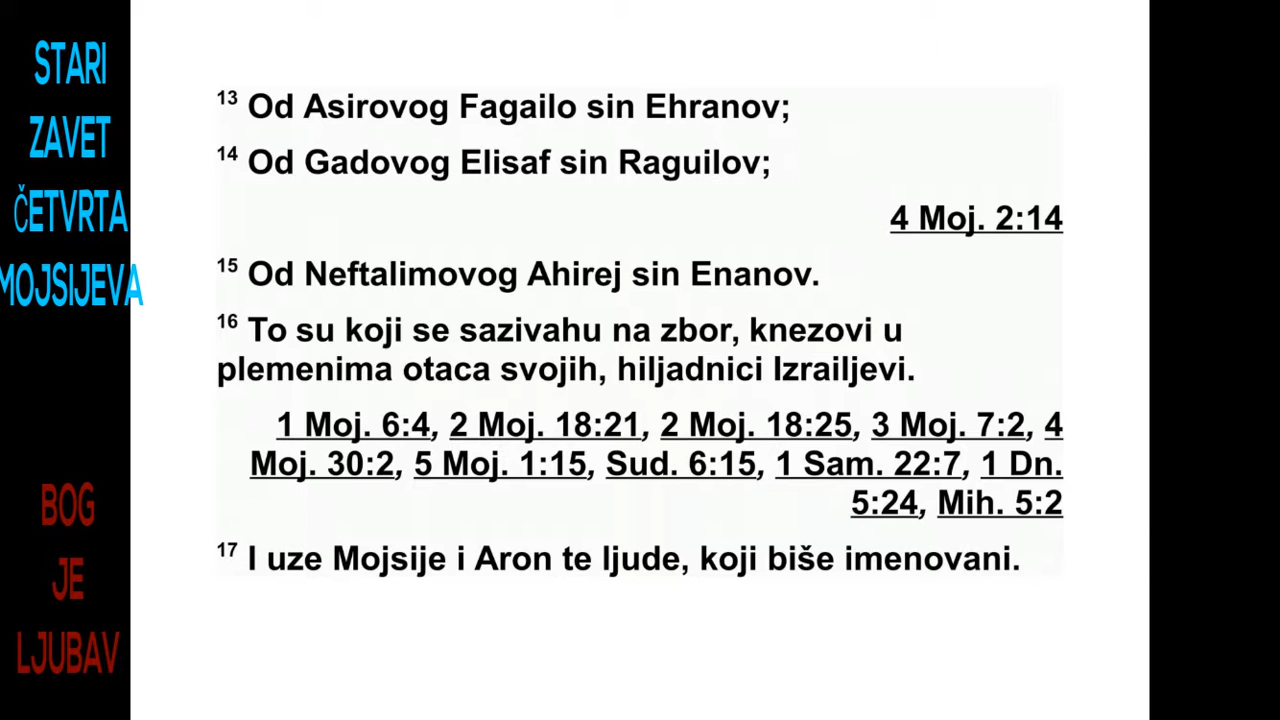 STARI
ZAVET
ČETVRTA
MOJSIJEVA
BOG
JE
LJUBAV
13 Od Asirovog Fagailo sin Ehranov;
14 Od Gadovog Elisaf sin Raguilov;
4 Moj. 2:14
15 Od Neftalimovog Ahirej sin Enanov.
16 To su koji se sazivahu na zbor, knezovi u
plemenima otaca svojih, hiljadnici Izrailjevi.
1 Moj. 6:4, 2 Moj. 18:21, 2 Moj. 18:25, 3 Moj. 7:2, 4
Moj. 30:2, 5 Moj. 1:15, Sud. 6:15, 1 Sam. 22:7, 1 Dn.
5:24, Mih. 5:2
17 I uze Mojsije i Aron te ljude, koji biše imenovani.